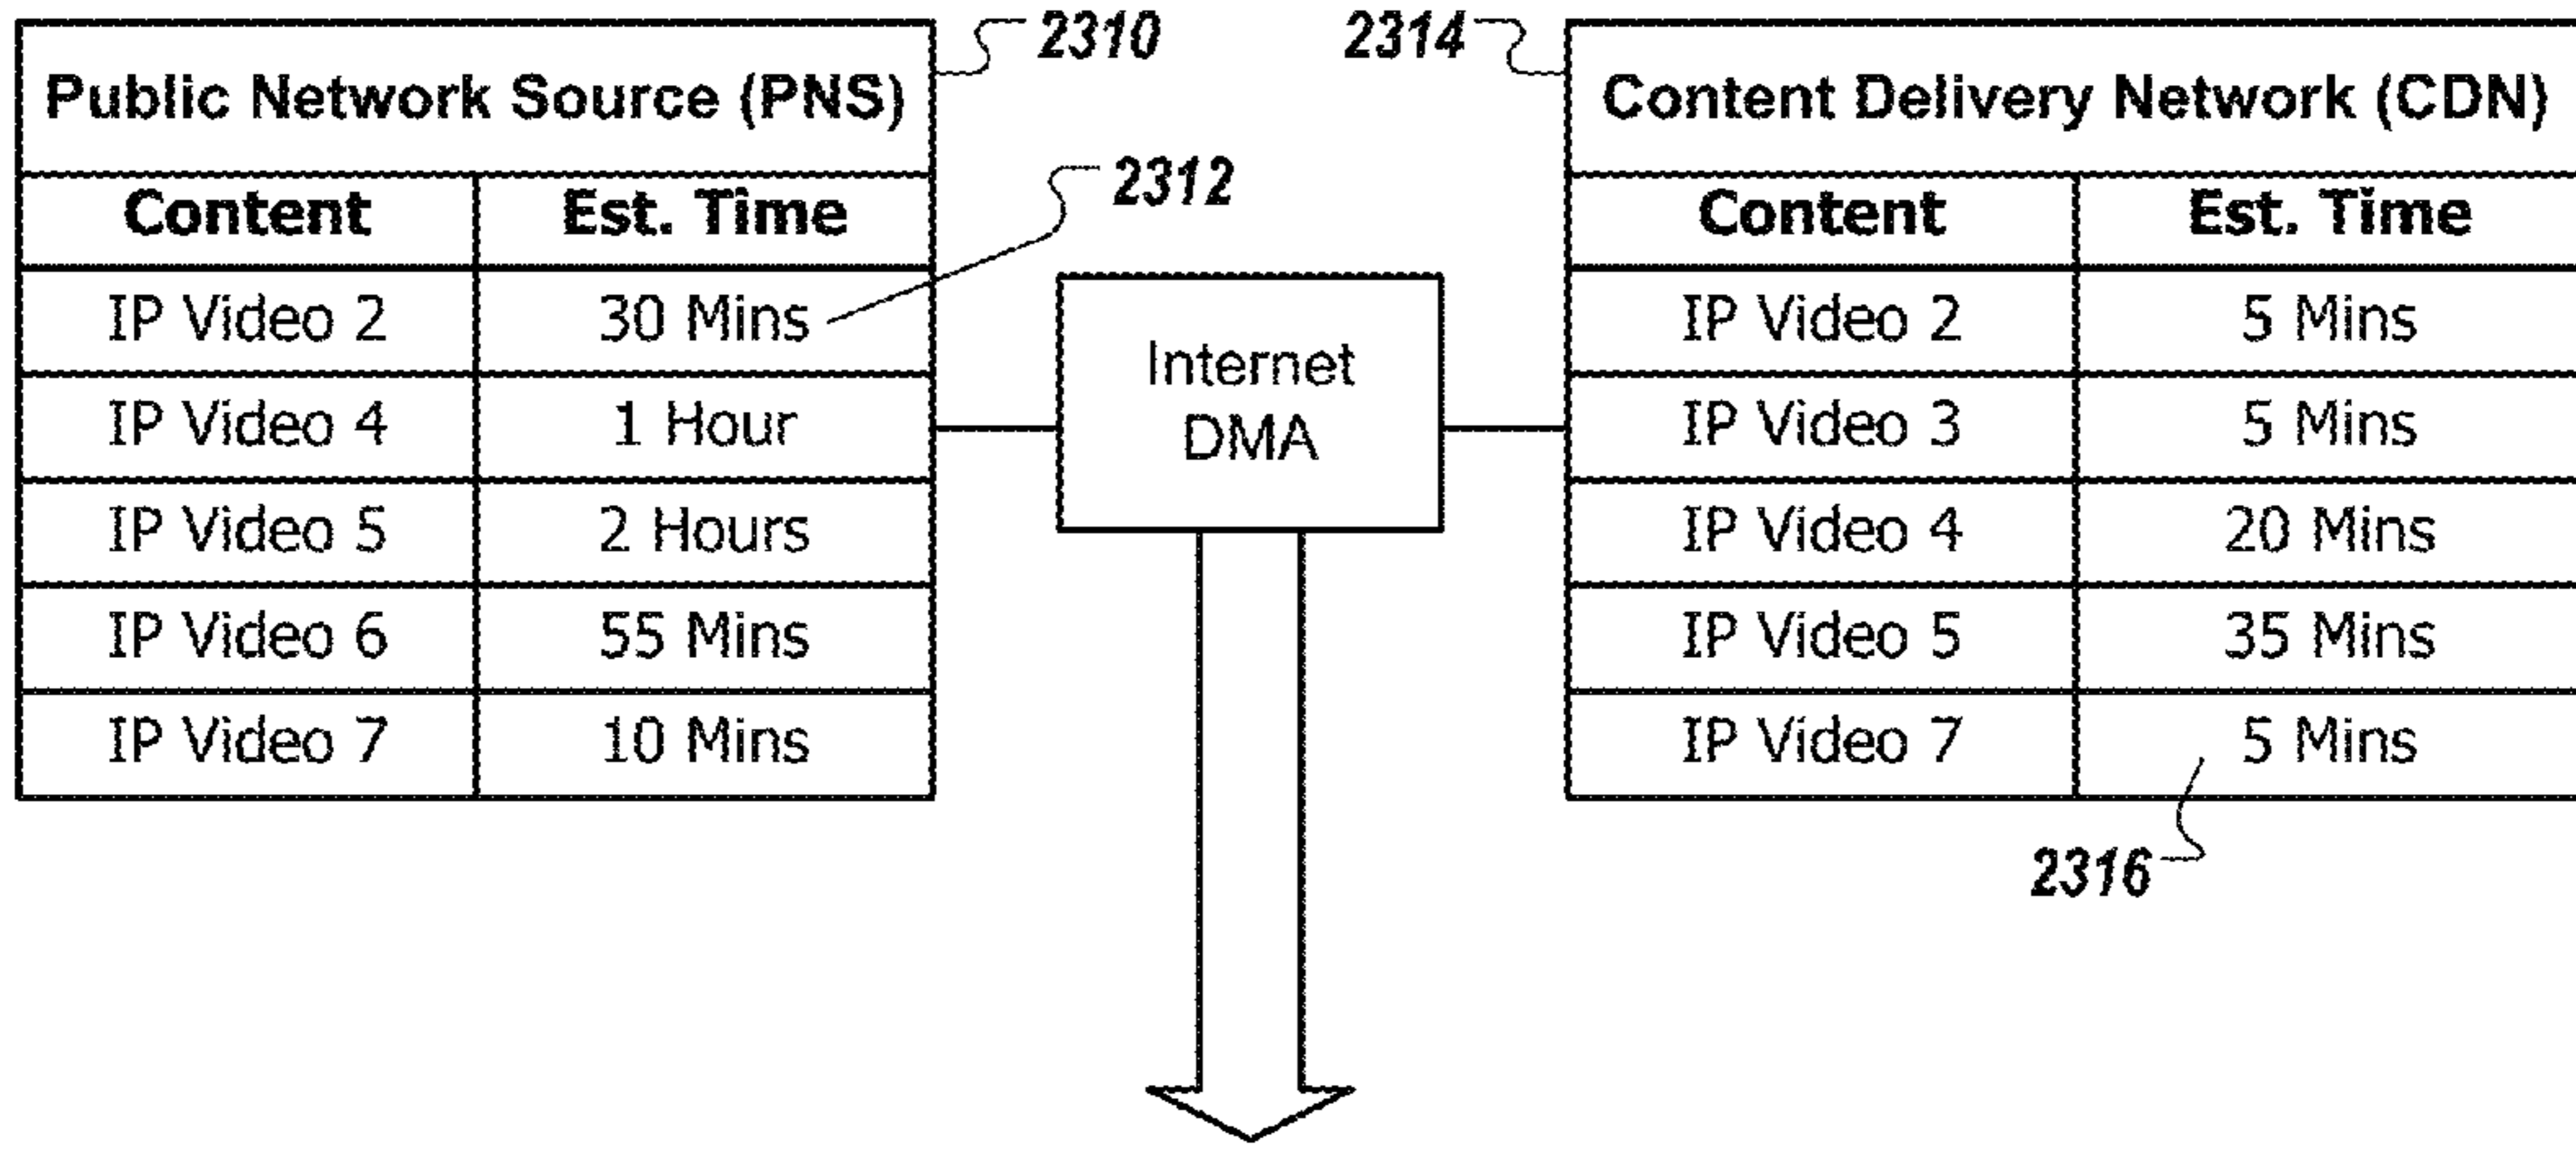 2310
2314
Public Network Source (PNS)
Content Est. Time
2312
IP Video 2 30 Mins
IP Video 4 1 Hour
IP Video 5 2 Hours
IP Video 6 55 Mins
IP Video 7 10 Mins
Internet
DMA
Content Delivery Network (CDN)
Content Est. Time
IP Video 2 5 Mins
IP Video 3 5 Mins
IP Video 4 20 Mins
IP Video 5 35 Mins
IP Video 7 5 Mins
2316